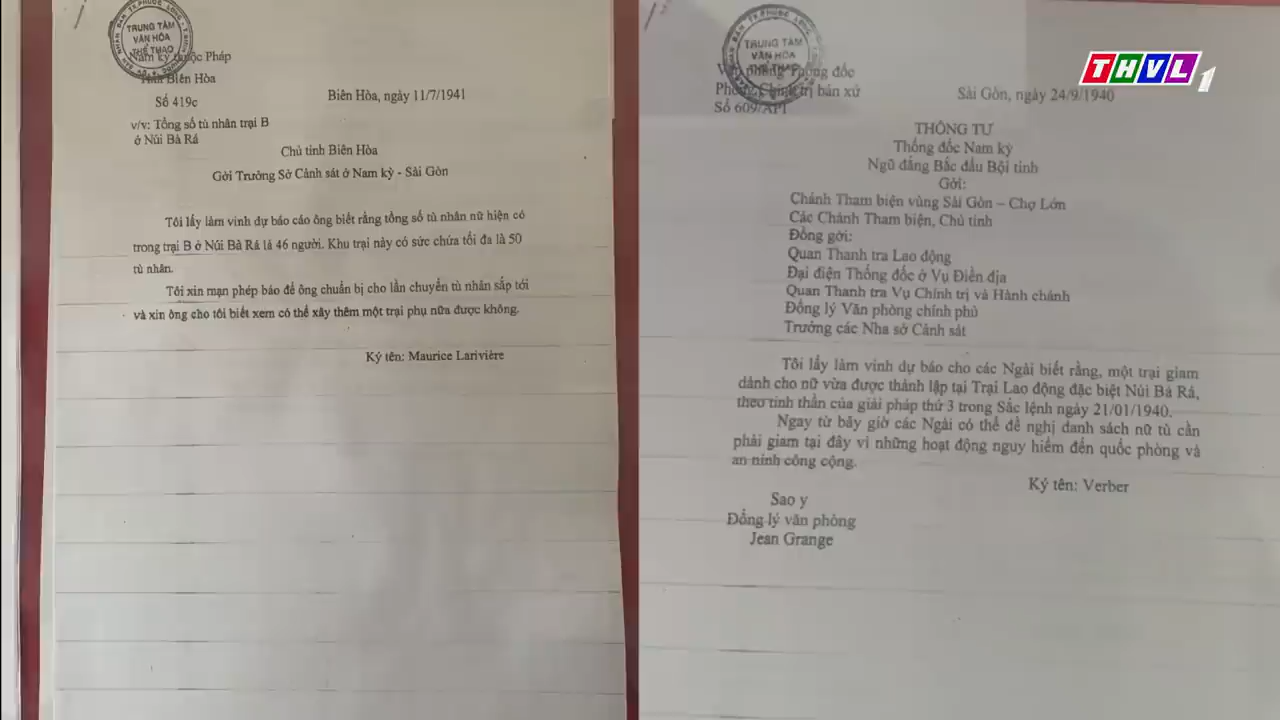 TRUNG TÂM
VĂN HÓA
THỂ THAO
Nam kỳ thuộc Pháp
Biên Hòa
Số 419c
Biên Hòa, ngày 11/7/1941
v/v: Tổng số tù nhân trại B
ở Núi Bà Rá
Chủ tỉnh Biên Hòa
Gởi Trưởng Sở Cảnh sát ở Nam kỳ - Sài Gòn
Tôi lấy làm vinh dự báo cáo ông biết rằng tổng số tù nhân nữ hiện có
trong trại B ở Núi Bà Rá là 46 người. Khu trại này có sức chứa tối đa là 50
tù nhân.
Tôi xin mạn phép báo để ông chuẩn bị cho lần chuyển tù nhân sắp tới
và xin ông cho tôi biết xem có thể xây thêm một trại phụ nữa được không.
Ký tên: Maurice Larivière
TRUNG TÂM
VĂN HÓA
THỂ THAO
Văn phòng Thống đốc
Phòng Chính trị bản xứ
Số 609/API
Sài Gòn, ngày 24/9/1940
THÔNG TƯ
Thống đốc Nam kỳ
Ngũ đẳng Bắc đẩu Bội tinh
Gởi:
Chánh Tham biện vùng Sài Gòn – Chợ Lớn
Các Chánh Tham biện, Chủ tỉnh
Đồng gởi:
Quan Thanh tra Lao động
Đại diện Thống đốc ở Vụ Điền địa
Quan Thanh tra Vụ Chính trị và Hành chánh
Đổng lý Văn phòng chính phủ
Trưởng các Nha sở Cảnh sát
Tôi lấy làm vinh dự báo cho các Ngài biết rằng, một trại giam
dành cho nữ vừa được thành lập tại Trại Lao động đặc biệt Núi Bà Rá,
theo tinh thần của giải pháp thứ 3 trong Sắc lệnh ngày 21/01/1940.
Ngay từ bây giờ các Ngài có thể đề nghị danh sách nữ tù cần
phải giam tại đây vì những hoạt động nguy hiểm đến quốc phòng và
an ninh công cộng.
Ký tên: Verber
Sao y
Đổng lý văn phòng
Jean Grange
THVL1